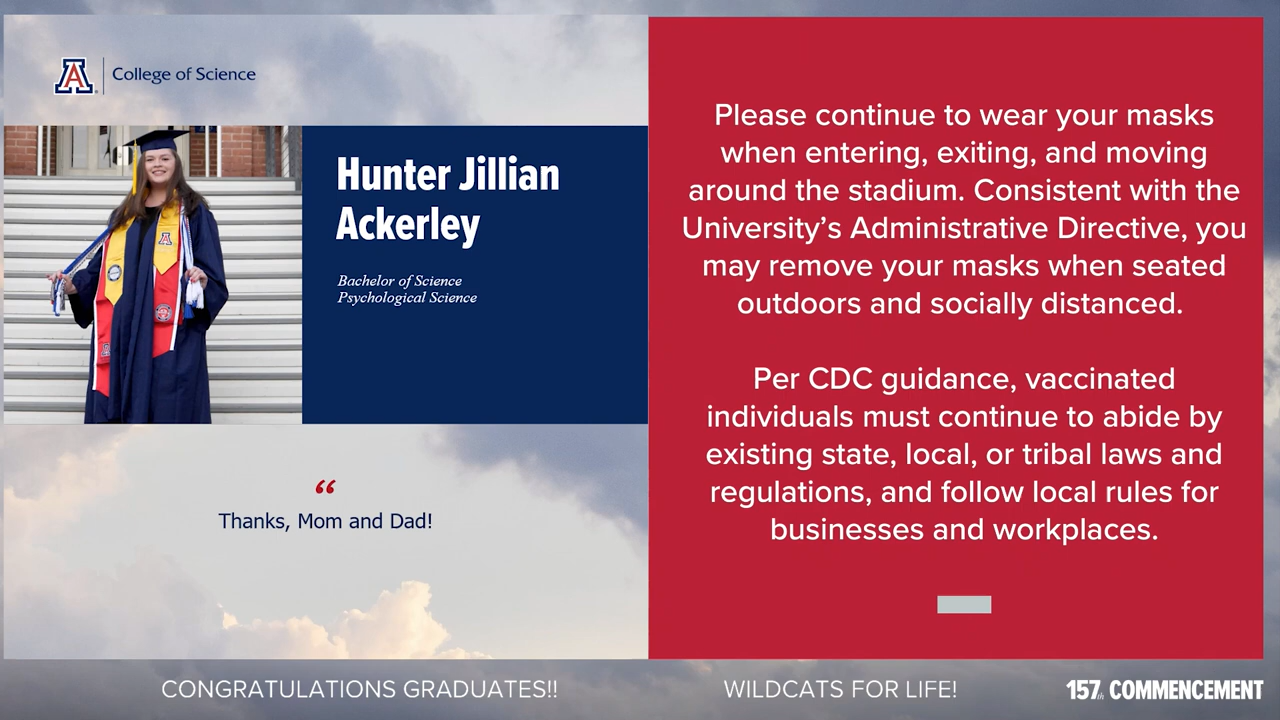 A College of Science
Hunter Jillian
Ackerley
Bachelor of Science
Psychological Science
“
Thanks, Mom and Dad!
Please continue to wear your masks
when entering, exiting, and moving
around the stadium. Consistent with the
University’s Administrative Directive, you
may remove your masks when seated
outdoors and socially distanced.
Per CDC guidance, vaccinated
individuals must continue to abide by
existing state, local, or tribal laws and
regulations, and follow local rules for
businesses and workplaces.
CONGRATULATIONS GRADUATES!! WILDCATS FOR LIFE! 157th COMMENCEMENT